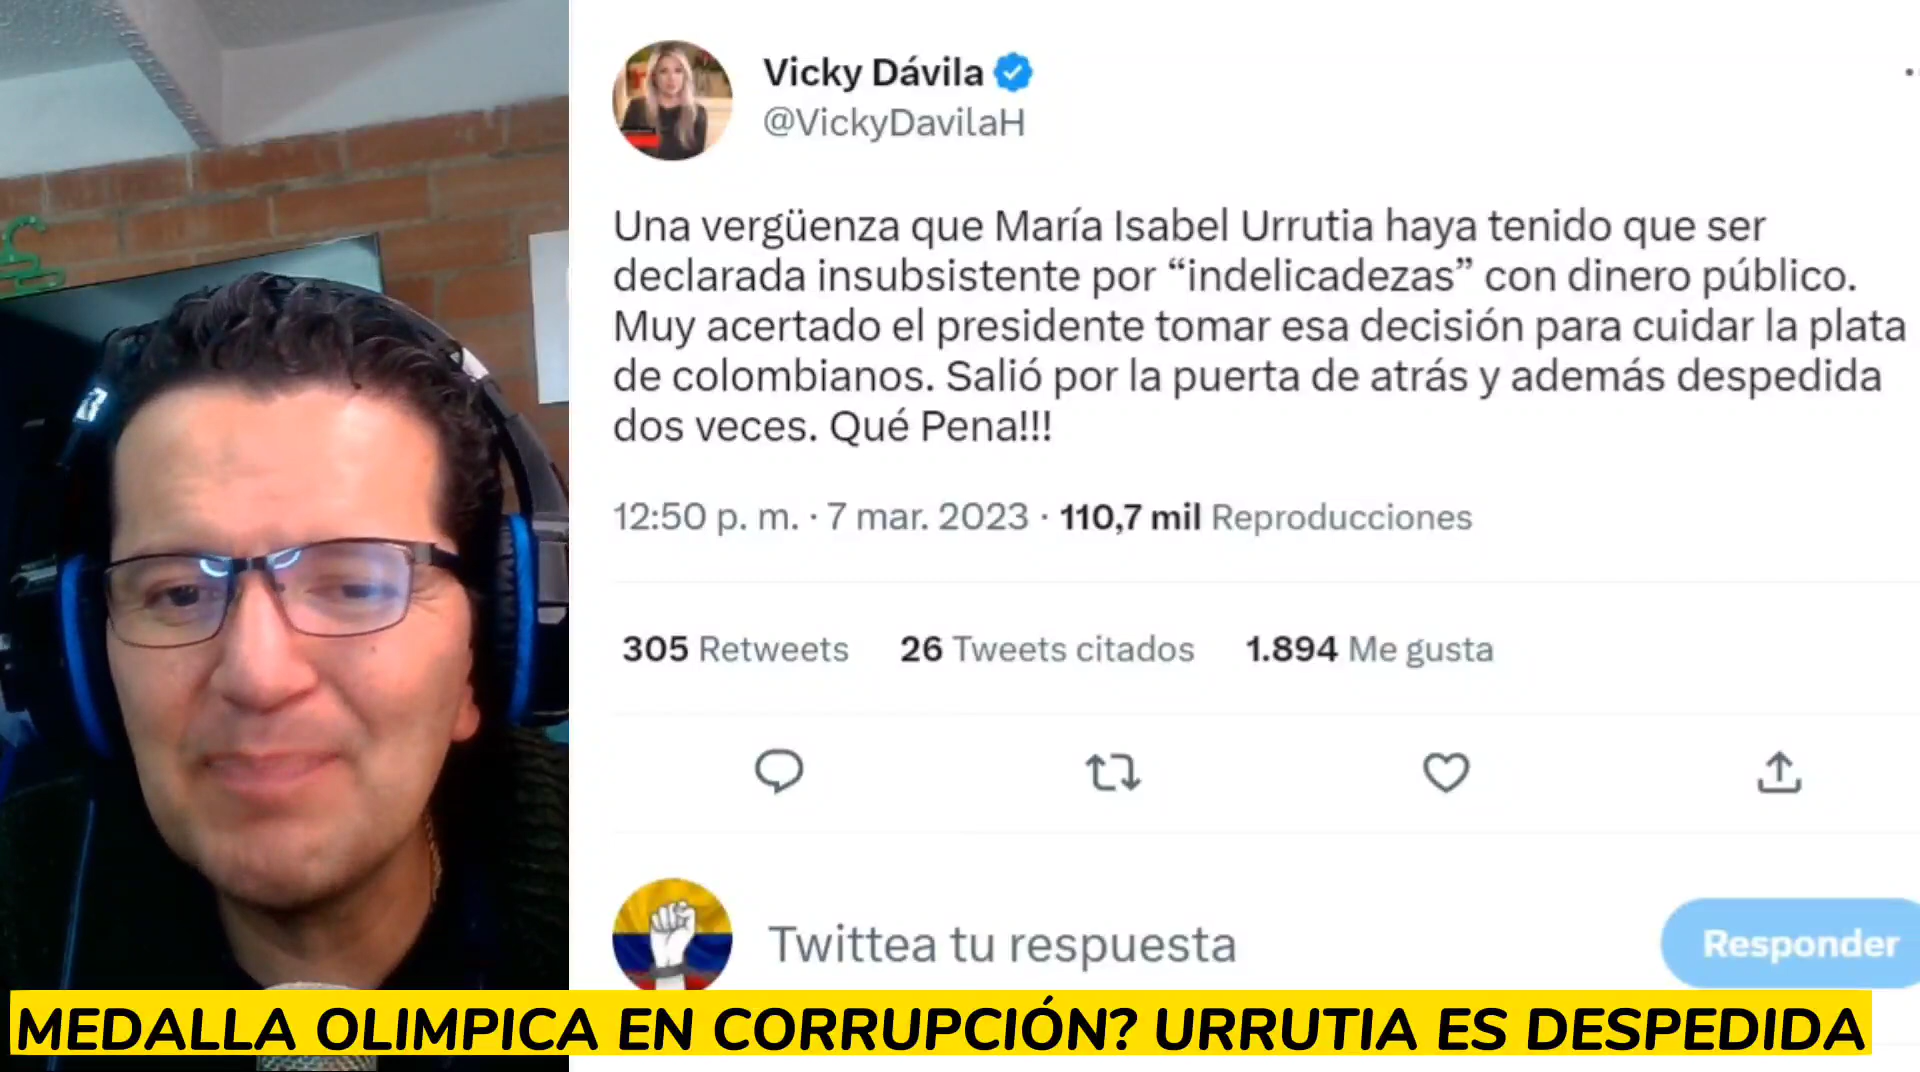 Vicky Dávila
@VickyDavilaH
Una vergüenza que María Isabel Urrutia haya tenido que ser
declarada insubsistente por “indelicadezas” con dinero público.
Muy acertado el presidente tomar esa decisión para cuidar la plata
de colombianos. Salió por la puerta de atrás y además despedida
dos veces. Qué Pena!!!
12:50 p. m. · 7 mar. 2023 · 110,7 mil Reproducciones
305 Retweets 26 Tweets citados 1.894 Me gusta
Twittea tu respuesta
Responder
MEDALLA OLIMPICA EN CORRUPCIÓN? URRUTIA ES DESPEDIDA